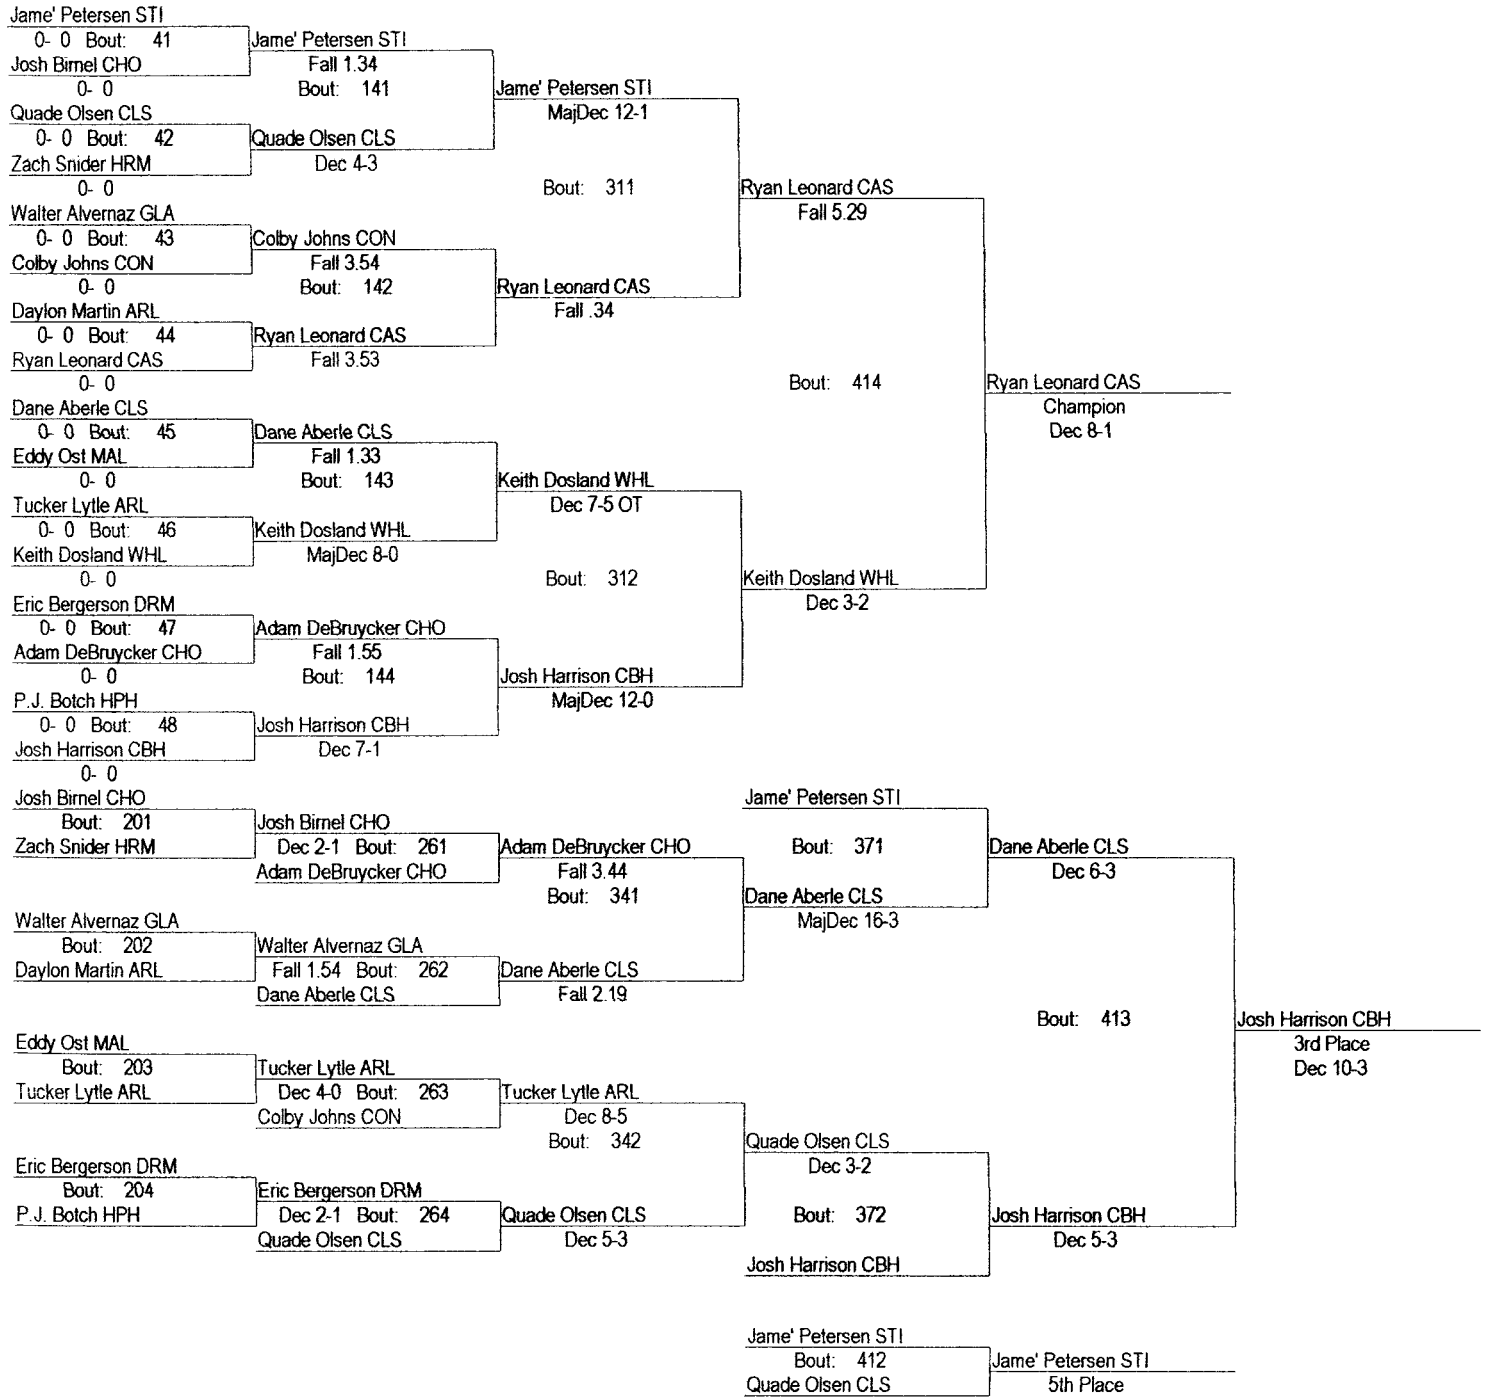 Jame' Petersen STI
0- 0 Bout: 41
Josh Birnel CHO
0- 0
Quade Olsen CLS
0- 0 Bout: 42
Zach Snider HRM
0- 0
Walter Alvernaz GLA
0- 0 Bout: 43
Colby Johns CON
0- 0
Daylon Martin ARL
0- 0 Bout: 44
Ryan Leonard CAS
0- 0
Dane Aberle CLS
0- 0 Bout: 45
Eddy Ost MAL
0- 0
Tucker Lytle ARL
0- 0 Bout: 46
Keith Dosland WHL
0- 0
Eric Bergerson DRM
0- 0 Bout: 47
Adam DeBruycker CHO
0- 0
P.J. Botch HPH
0- 0 Bout: 48
Josh Harrison CBH
0- 0
Jame' Petersen STI
Fall 1.34
Bout: 141
Quade Olsen CLS
Dec 4-3
Colby Johns CON
Fall 3.54
Bout: 142
Ryan Leonard CAS
Fall 3.53
Dane Aberle CLS
Fall 1.33
Bout: 143
Keith Dosland WHL
MajDec 8-0
Adam DeBruycker CHO
Fall 1.55
Bout: 144
Josh Harrison CBH
Dec 7-1
Jame' Petersen STI
MajDec 12-1
Bout: 311
Ryan Leonard CAS
Fall .34
Keith Dosland WHL
Dec 7-5 OT
Bout: 312
Josh Harrison CBH
MajDec 12-0
Ryan Leonard CAS
Fall 5.29
Bout: 414
Keith Dosland WHL
Dec 3-2
Ryan Leonard CAS
Champion
Dec 8-1
Josh Birnel CHO
Bout: 201
Zach Snider HRM
Walter Alvernaz GLA
Bout: 202
Daylon Martin ARL
Eddy Ost MAL
Bout: 203
Tucker Lytle ARL
Eric Bergerson DRM
Bout: 204
P.J. Botch HPH
Josh Birnel CHO
Dec 2-1 Bout: 261
Adam DeBruycker CHO
Walter Alvernaz GLA
Fall 1.54 Bout: 262
Dane Aberle CLS
Tucker Lytle ARL
Dec 4-0 Bout: 263
Colby Johns CON
Eric Bergerson DRM
Dec 2-1 Bout: 264
Quade Olsen CLS
Adam DeBruycker CHO
Fall 3.44
Bout: 341
Dane Aberle CLS
Fall 2.19
Tucker Lytle ARL
Dec 8-5
Bout: 342
Quade Olsen CLS
Dec 5-3
Jame' Petersen STI
Bout: 371
Dane Aberle CLS
MajDec 16-3
Quade Olsen CLS
Dec 3-2
Bout: 372
Josh Harrison CBH
Dane Aberle CLS
Dec 6-3
Bout: 413
Josh Harrison CBH
Dec 5-3
Josh Harrison CBH
3rd Place
Dec 10-3
Jame' Petersen STI
Bout: 412
Quade Olsen CLS
Jame' Petersen STI
5th Place